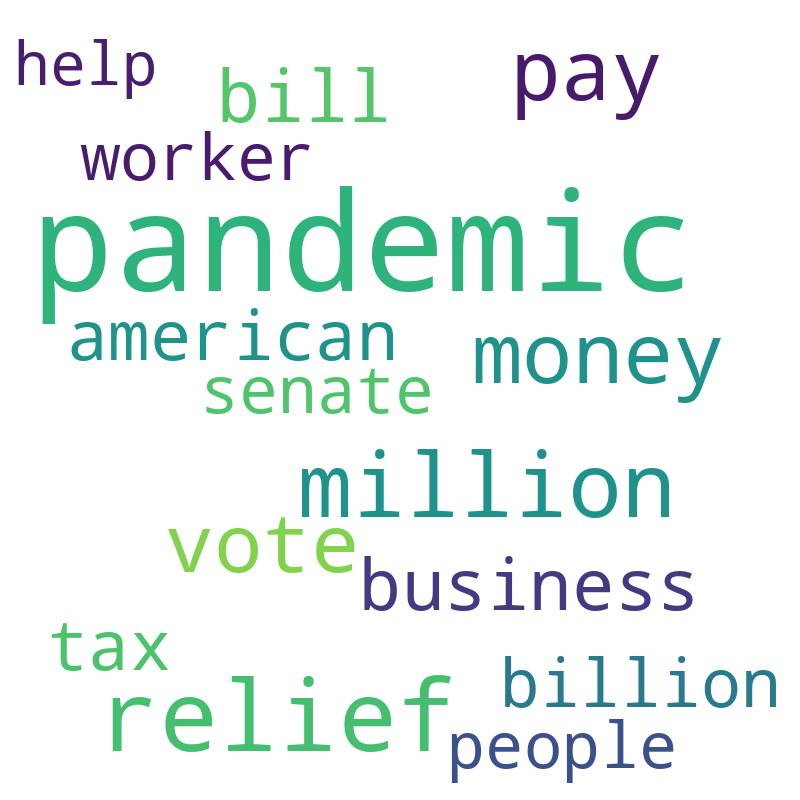 help
bill
pay
worker
pandemic
american
money
senate
million
vote
business
tax
billion
relief
people